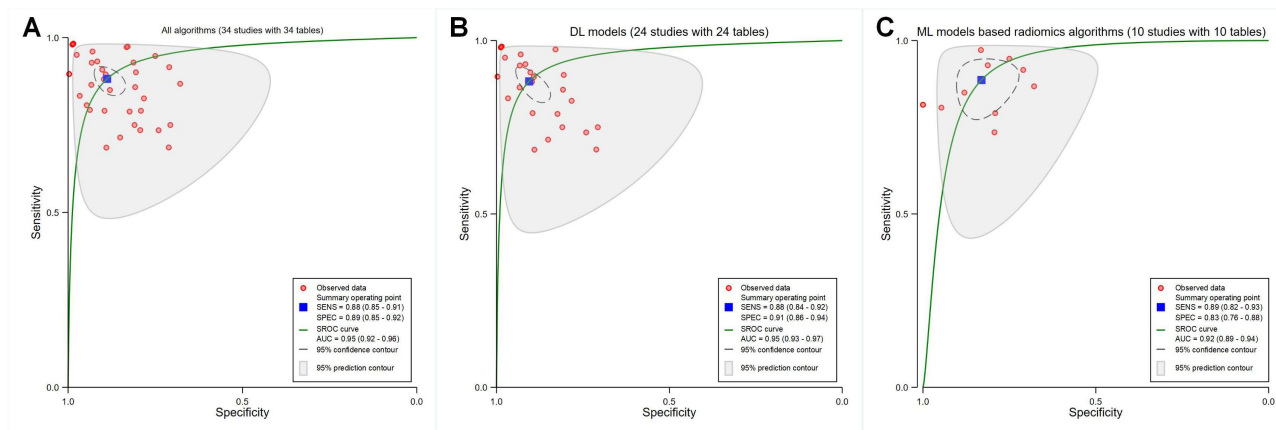 A
All algorithms (34 studies with 34 tables)
1.0
Sensitivity
0.5
0.0
1.0
0.5
0.0
Specificity
Observed data
Summary operating point
SENS = 0.88 (0.85 - 0.91)
SPEC = 0.89 (0.85 - 0.92)
SROC curve
AUC = 0.95 (0.92 - 0.96)
95% confidence contour
95% prediction contour
B
DL models (24 studies with 24 tables)
1.0
Sensitivity
0.5
0.0
1.0
0.5
0.0
Specificity
Observed data
Summary operating point
SENS = 0.88 (0.84 - 0.92)
SPEC = 0.91 (0.86 - 0.94)
SROC curve
AUC = 0.95 (0.93 - 0.97)
95% confidence contour
95% prediction contour
C
ML models based radiomics algorithms (10 studies with 10 tables)
1.0
Sensitivity
0.5
0.0
1.0
0.5
0.0
Specificity
Observed data
Summary operating point
SENS = 0.89 (0.82 - 0.93)
SPEC = 0.83 (0.76 - 0.88)
SROC curve
AUC = 0.92 (0.89 - 0.94)
95% confidence contour
95% prediction contour